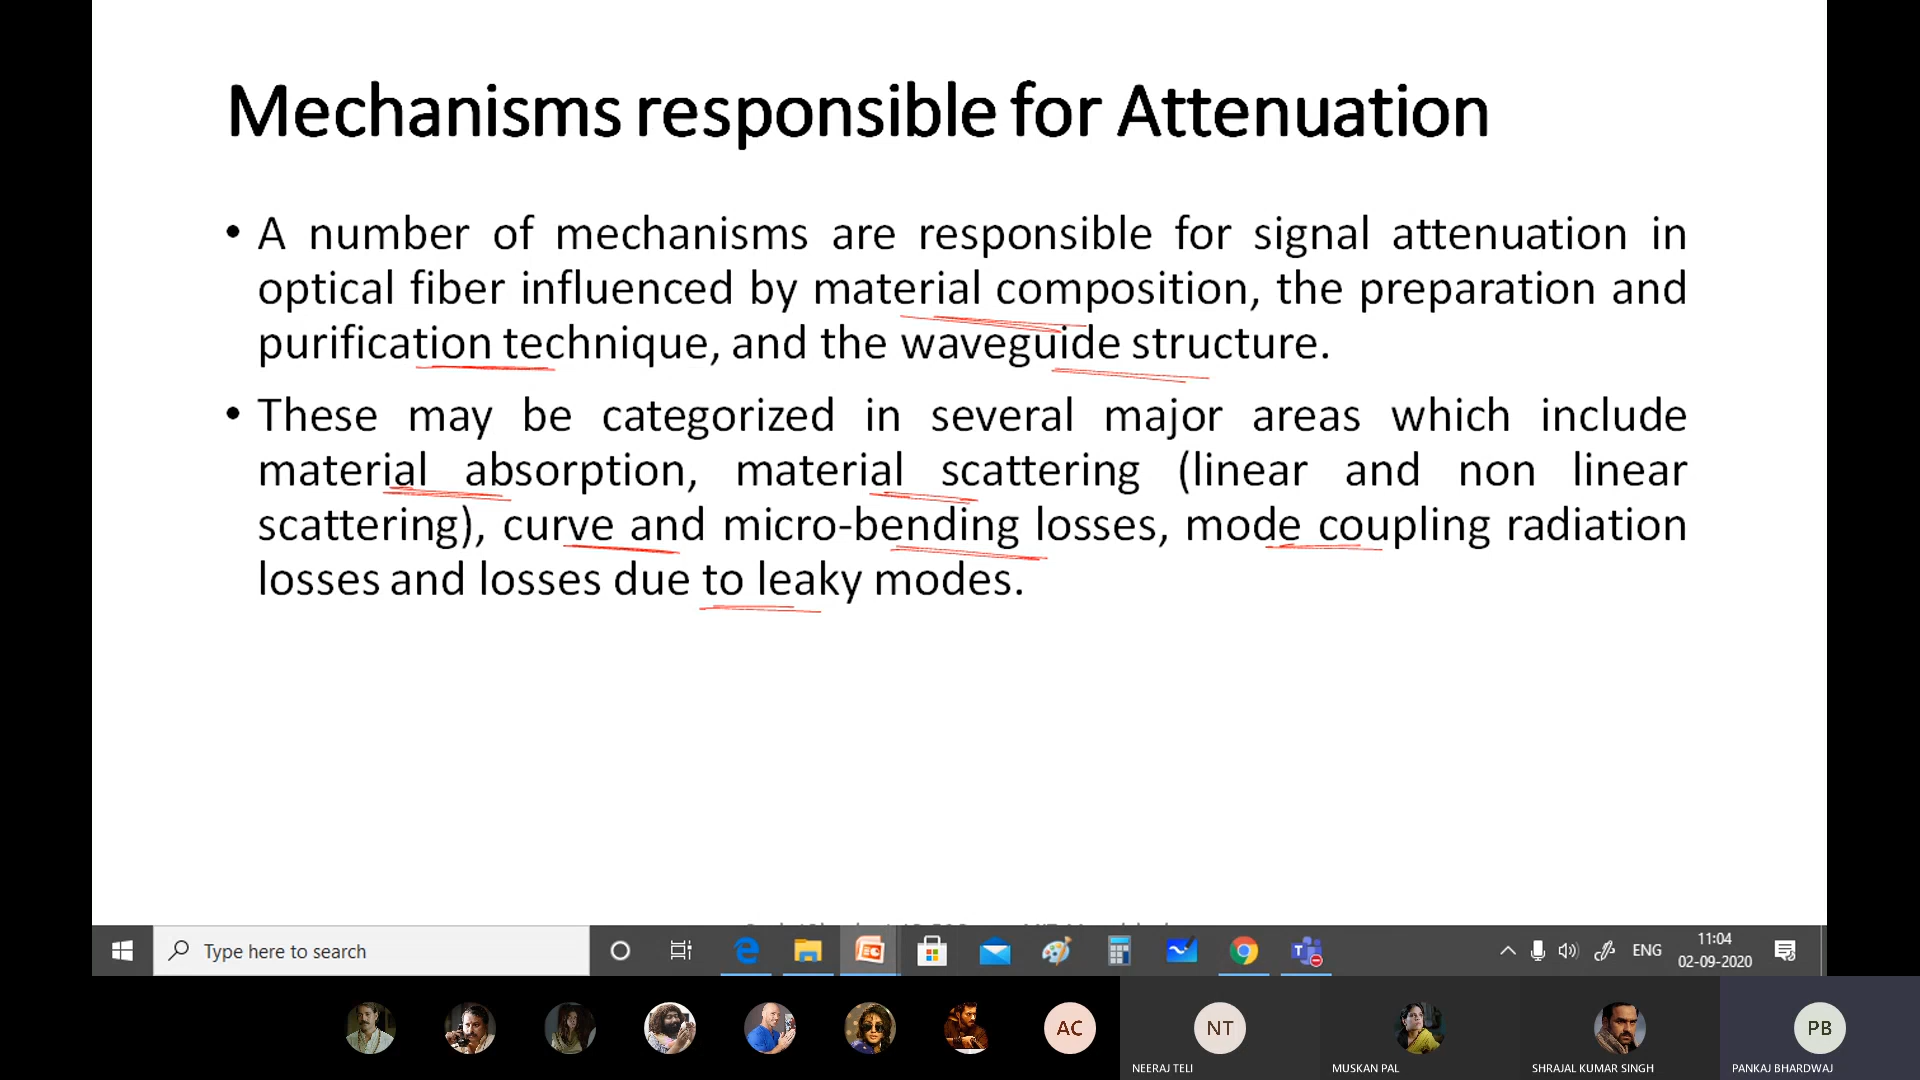 Mechanisms responsible for Attenuation
• A number of mechanisms are responsible for signal attenuation in
optical fiber influenced by material composition, the preparation and
purification technique, and the waveguide structure.
• These may be categorized in several major areas which include
material absorption, material scattering (linear and non linear
scattering), curve and micro-bending losses, mode coupling radiation
losses and losses due to leaky modes.
Type here to search
ENG
11:04
02-09-2020
AC
NT
PB
NEERAJ TELI
MUSKAN PAL
SHRAJAL KUMAR SINGH
PANKAJ BHARDWAJ